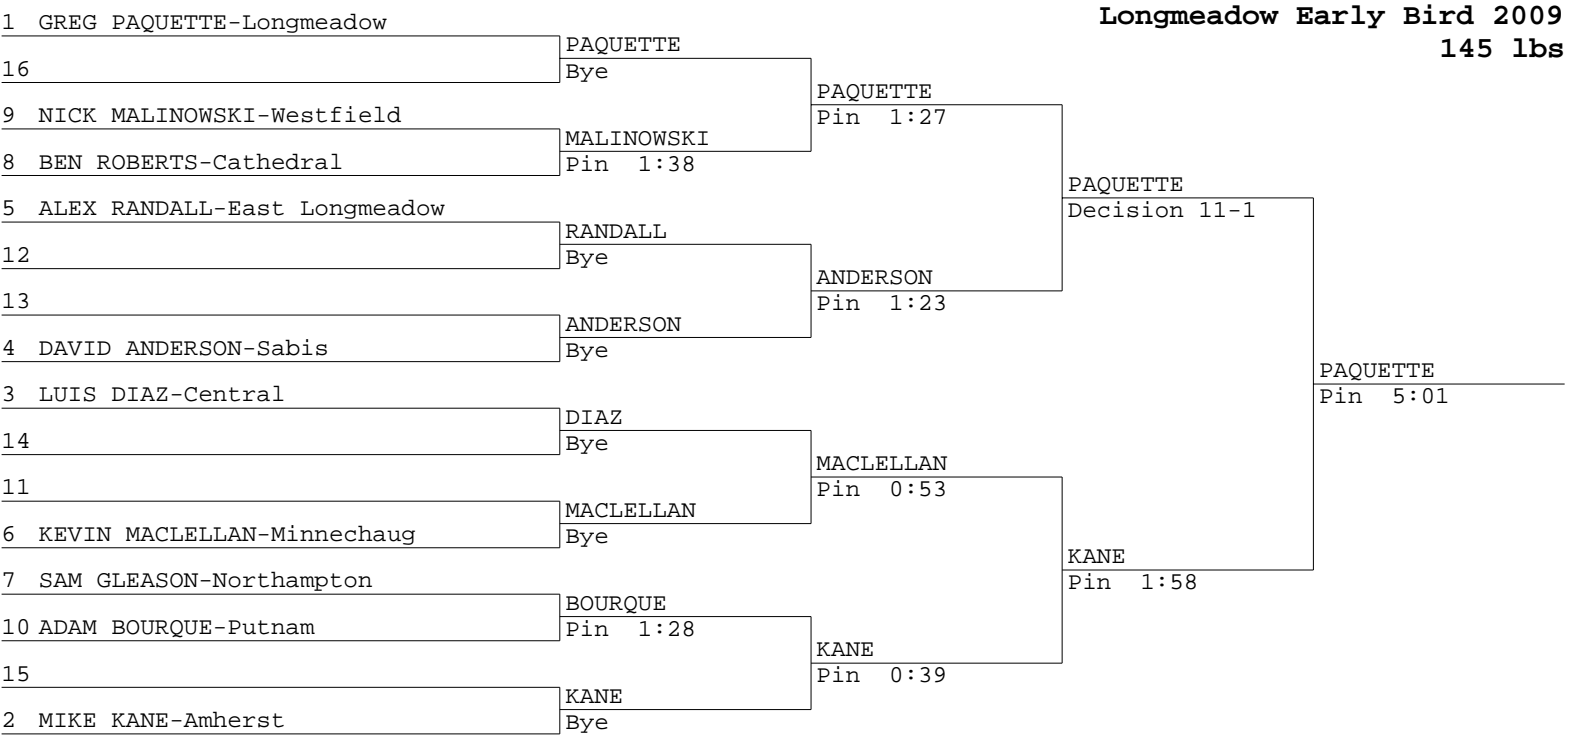 Longmeadow Early Bird 2009
145 lbs
1 GREG PAQUETTE-Longmeadow
16
9 NICK MALINOWSKI-Westfield
8 BEN ROBERTS-Cathedral
5 ALEX RANDALL-East Longmeadow
12
13
4 DAVID ANDERSON-Sabis
3 LUIS DIAZ-Central
14
11
6 KEVIN MACLELLAN-Minnechaug
7 SAM GLEASON-Northampton
10 ADAM BOURQUE-Putnam
15
2 MIKE KANE-Amherst
PAQUETTE
Bye
MALINOWSKI
Pin 1:38
RANDALL
Bye
ANDERSON
Bye
DIAZ
Bye
MACLELLAN
Bye
BOURQUE
Pin 1:28
KANE
Bye
PAQUETTE
Pin 1:27
ANDERSON
Pin 1:23
MACLELLAN
Pin 0:53
KANE
Pin 0:39
PAQUETTE
Decision 11-1
KANE
Pin 1:58
PAQUETTE
Pin 5:01